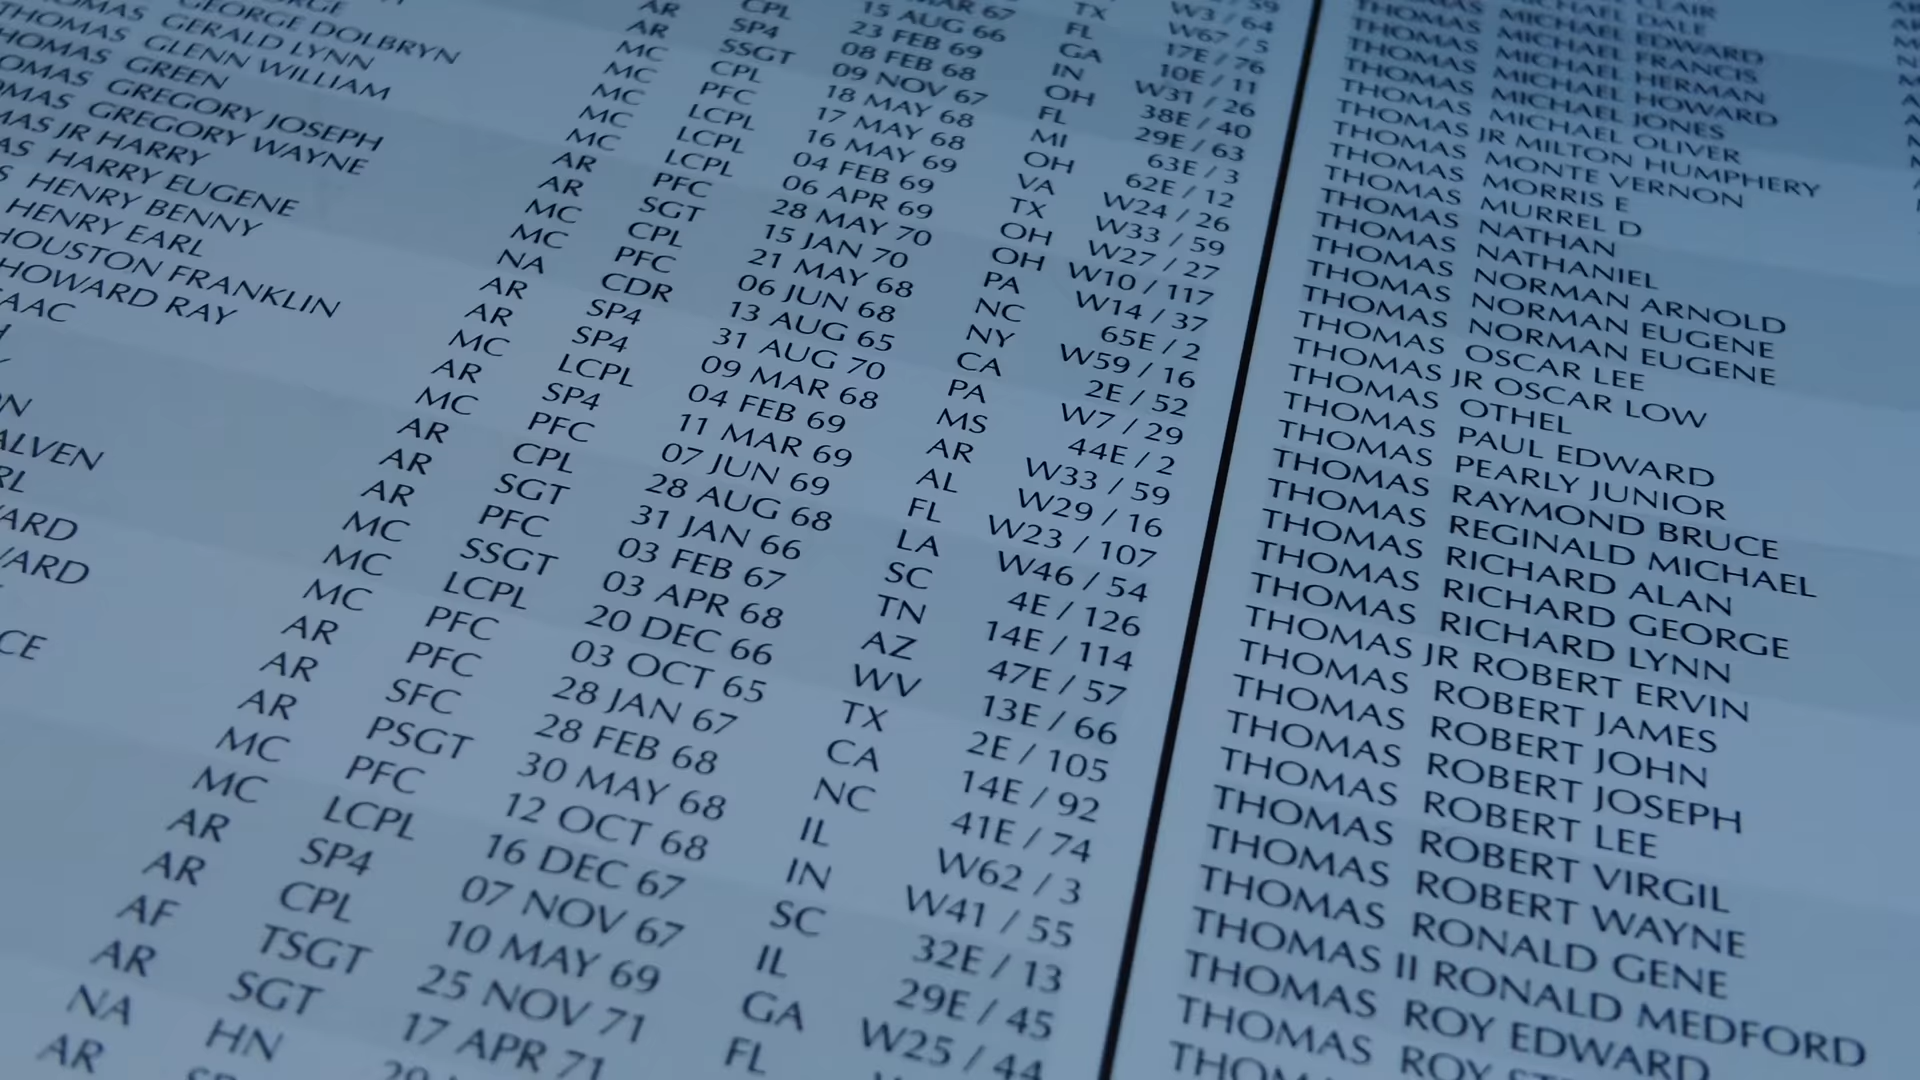 GEORGE MC PFC 17 MAY 68 OH 62E / 12
AR CPL 23 FEB 69 IN W31 / 26
AR SP4 08 FEB 68 OH 38E / 40
AR SSGT 09 NOV 67 FL 29E / 63
MC CPL 18 MAY 68 MI 63E / 3
GEORGE DOLBRYN MC LCPL 16 MAY 69 VA W24 / 26
THOMAS GERALD LYNN MC LCPL 04 FEB 69 TX W33 / 59
THOMAS GLENN WILLIAM MC LCPL 06 APR 69 OH W27 / 27
THOMAS GREEN AR PFC 28 MAY 70 OH W10 / 117
OMAS GREGORY JOSEPH AR SGT 15 JAN 70 PA W14 / 37
MAS GREGORY WAYNE MC CPL 21 MAY 68 NC 65E / 2
MAS JR HARRY MC PFC 06 JUN 68 NY W59 / 16
AS HARRY EUGENE NA CDR 13 AUG 65 CA 2E / 52
S HENRY BENNY AR SP4 31 AUG 70 PA W7 / 29
HENRY EARL AR SP4 09 MAR 68 MS 44E / 2
HOUSTON FRANKLIN MC LCPL 04 FEB 69 AR W33 / 59
HOWARD RAY AR SP4 11 MAR 69 AL W29 / 16
AAC MC PFC 07 JUN 69 FL W23 / 107
AR CPL 28 AUG 68 LA W46 / 54
AR SGT 31 JAN 66 SC 4E / 126
ON AR PFC 03 FEB 67 TN 14E / 114
ALVEN MC SSGT 03 APR 68 AZ 47E / 57
RL MC LCPL 20 DEC 66 WV 13E / 66
ARD MC PFC 03 OCT 65 TX 2E / 105
WARD AR PFC 28 JAN 67 CA 14E / 92
AR SFC 28 FEB 68 NC 41E / 74
CE AR PSGT 30 MAY 68 IL W62 / 3
MC PFC 12 OCT 68 IN W41 / 55
MC LCPL 16 DEC 67 SC 32E / 13
AR SP4 07 NOV 67 IL 29E / 45
AR CPL 10 MAY 69 GA W25 / 44
AF TSGT 25 NOV 71 FL
AR SGT 17 APR 71
NA HN
AR
THOMAS MICHAEL DALE
THOMAS MICHAEL EDWARD
THOMAS MICHAEL FRANCIS
THOMAS MICHAEL HERMAN
THOMAS MICHAEL HOWARD
THOMAS MICHAEL JONES
THOMAS MICHAEL OLIVER
THOMAS JR MILTON HUMPHERY
THOMAS MONTE VERNON
THOMAS MORRIS E
THOMAS MURREL D
THOMAS NATHAN
THOMAS NATHANIEL
THOMAS NORMAN ARNOLD
THOMAS NORMAN EUGENE
THOMAS NORMAN EUGENE
THOMAS OSCAR LEE
THOMAS JR OSCAR LOW
THOMAS OTHEL
THOMAS PAUL EDWARD
THOMAS PEARLY JUNIOR
THOMAS RAYMOND BRUCE
THOMAS REGINALD MICHAEL
THOMAS RICHARD ALAN
THOMAS RICHARD GEORGE
THOMAS RICHARD LYNN
THOMAS JR ROBERT ERVIN
THOMAS ROBERT JAMES
THOMAS ROBERT JOHN
THOMAS ROBERT JOSEPH
THOMAS ROBERT LEE
THOMAS ROBERT VIRGIL
THOMAS ROBERT WAYNE
THOMAS RONALD GENE
THOMAS II RONALD MEDFORD
THOMAS ROY EDWARD
THOMAS ROY